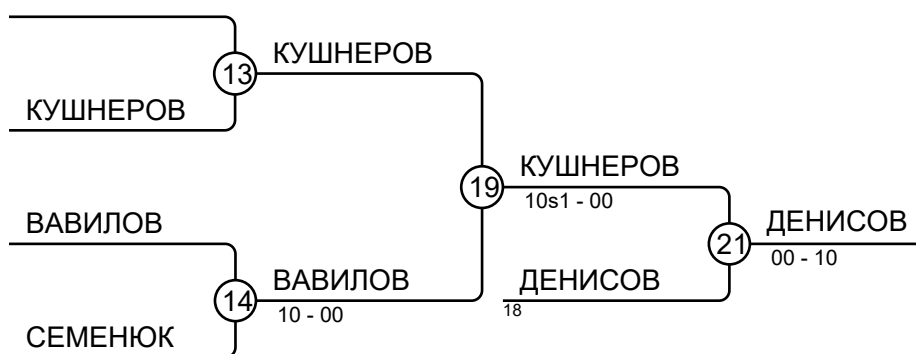 КУШНЕРОВ
13
КУШНЕРОВ
КУШНЕРОВ
19
10s1 - 00
ВАВИЛОВ
21
ДЕНИСОВ
00 - 10
14
ВАВИЛОВ
10 - 00
ДЕНИСОВ
18
СЕМЕНЮК